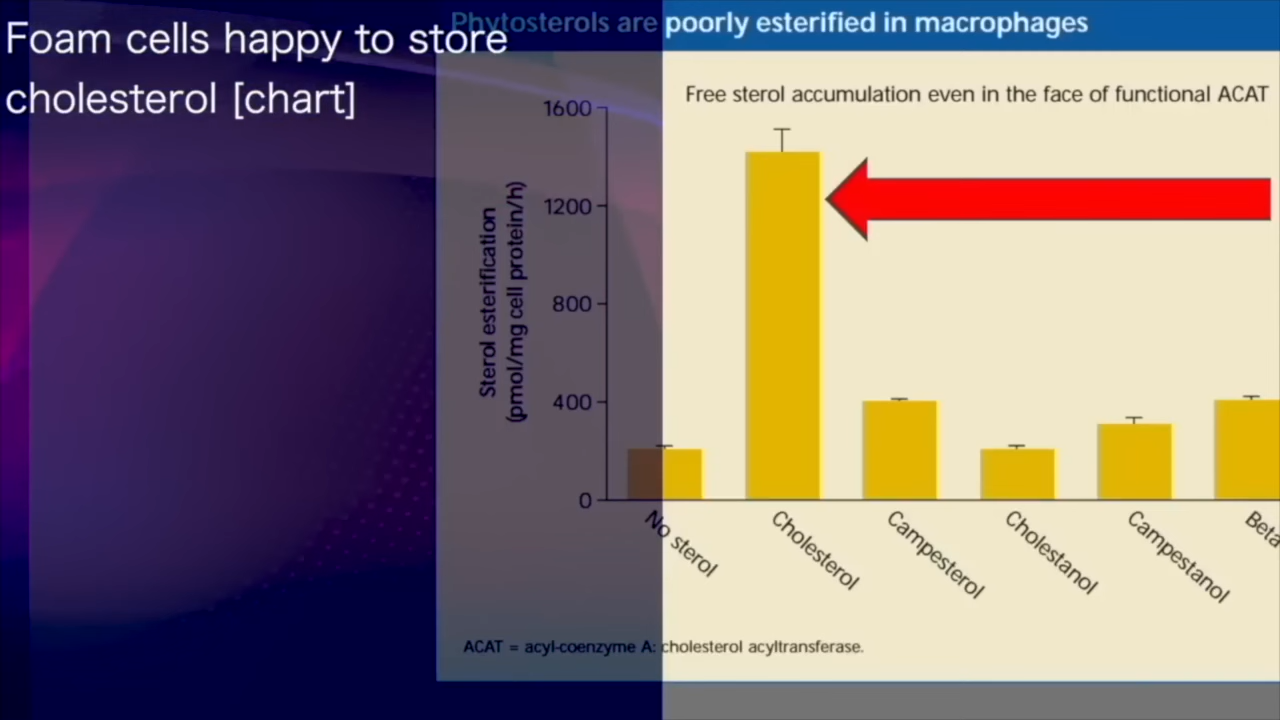 Foam cells happy to store
cholesterol [chart]
Phytosterols are poorly esterified in macrophages
Free sterol accumulation even in the face of functional ACAT
Sterol esterification
(pmol/mg cell protein/h)
1600
1200
800
400
0
No sterol
Cholesterol
Campesterol
Cholestanol
Campestanol
Beta
ACAT = acyl-coenzyme A: cholesterol acyltransferase.